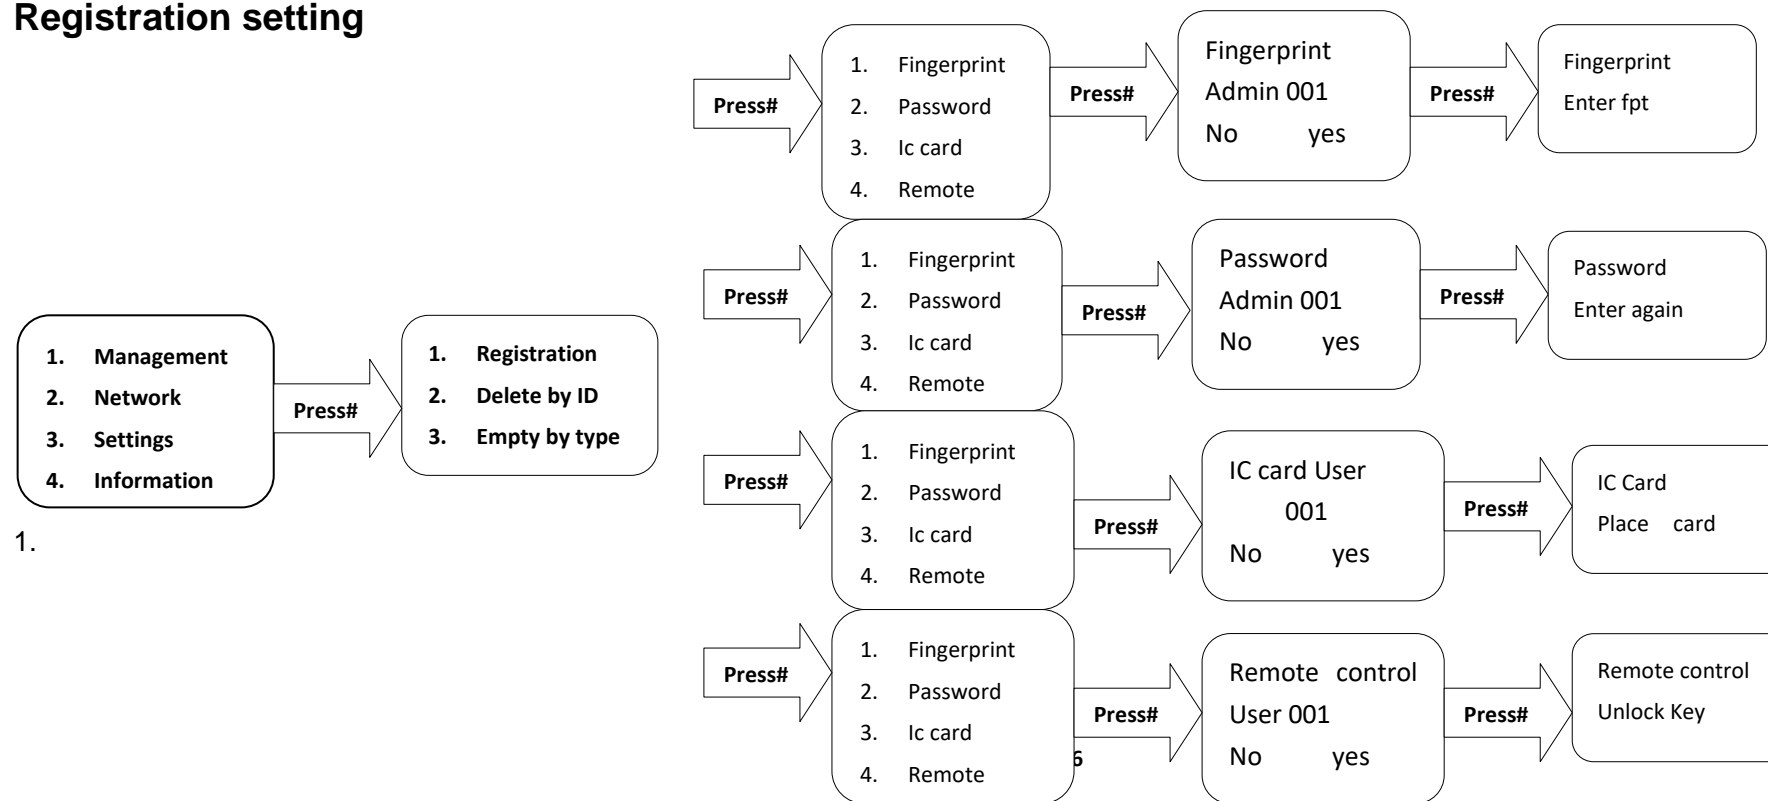 Registration setting
Press#
1. Fingerprint
2. Password
3. Ic card
4. Remote
Press#
Fingerprint
Admin 001
No yes
Press#
Fingerprint
Enter fpt
Press#
1. Fingerprint
2. Password
3. Ic card
4. Remote
Press#
Password
Admin 001
No yes
Press#
Password
Enter again
1. Management
2. Network
3. Settings
4. Information
Press#
1. Registration
2. Delete by ID
3. Empty by type
Press#
1. Fingerprint
2. Password
3. Ic card
4. Remote
Press#
IC card User
001
No yes
Press#
IC Card
Place card
1.
Press#
1. Fingerprint
2. Password
3. Ic card
4. Remote
Press#
Remote control
User 001
No yes
Press#
Remote control
Unlock Key
6